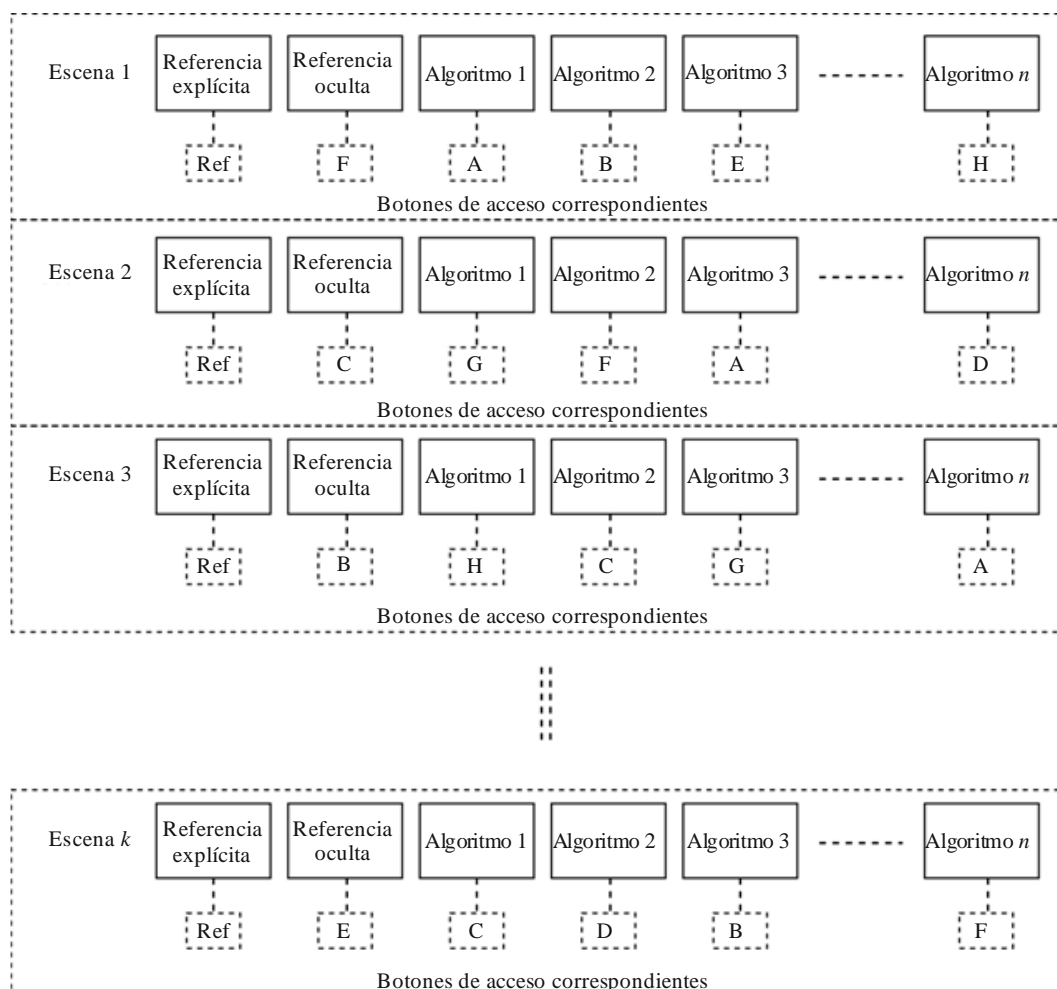 Escena 1
Referencia
explícita
Referencia
oculta
Algoritmo 1
Algoritmo 2
Algoritmo 3
Algoritmo n
Ref
F
A
B
E
H
Botones de acceso correspondientes
Escena 2
Referencia
explícita
Referencia
oculta
Algoritmo 1
Algoritmo 2
Algoritmo 3
Algoritmo n
Ref
C
G
F
A
D
Botones de acceso correspondientes
Escena 3
Referencia
explícita
Referencia
oculta
Algoritmo 1
Algoritmo 2
Algoritmo 3
Algoritmo n
Ref
B
H
C
G
A
Botones de acceso correspondientes
Escena k
Referencia
explícita
Referencia
oculta
Algoritmo 1
Algoritmo 2
Algoritmo 3
Algoritmo n
Ref
E
C
D
B
F
Botones de acceso correspondientes